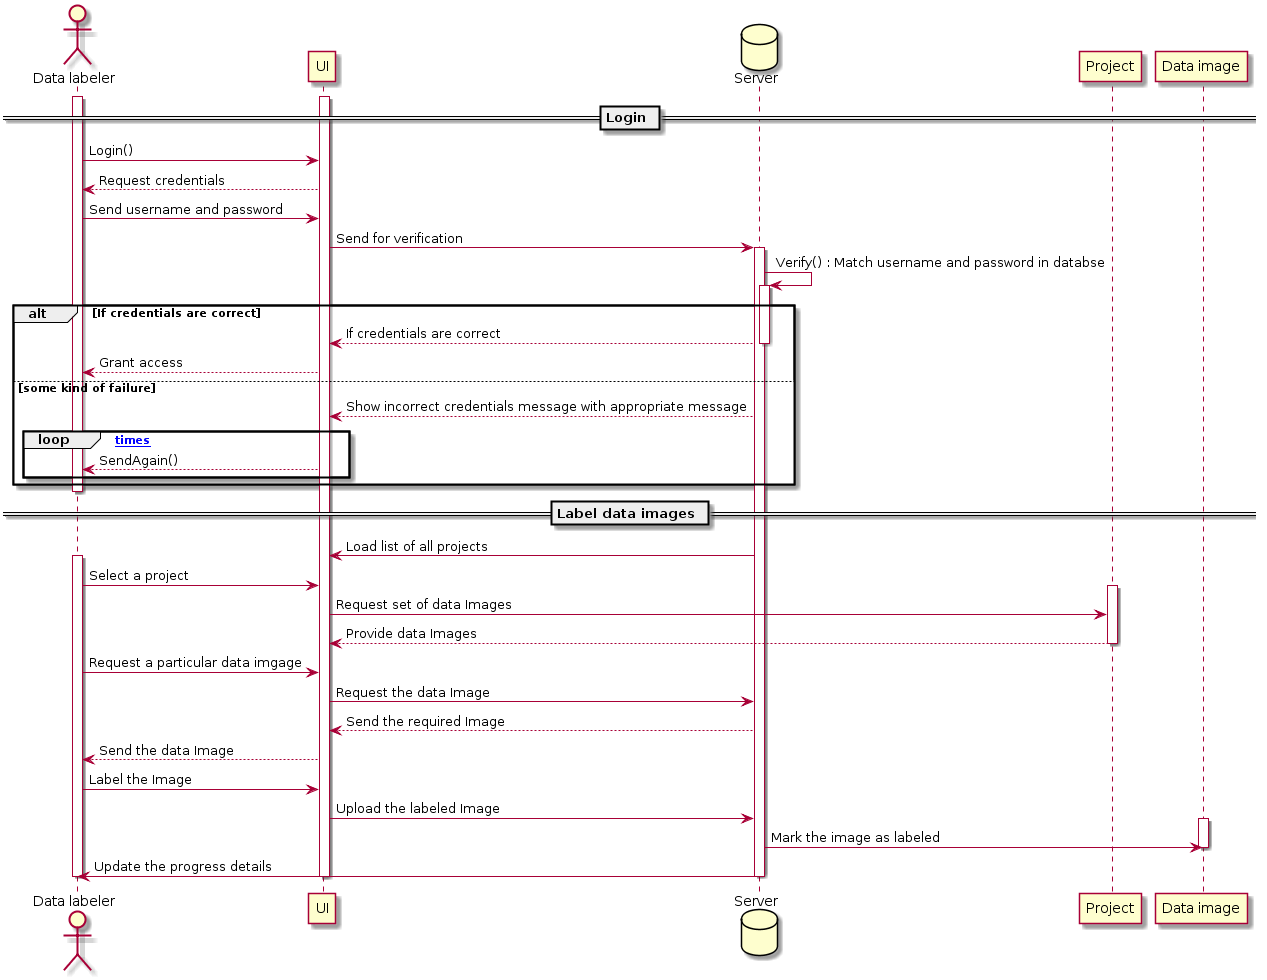 Data labeler
UI
Server
Project
Data image
Login
Login()
Request credentials
Send username and password
Send for verification
Verify() : Match username and password in databse
alt [If credentials are correct]
If credentials are correct
Grant access
[some kind of failure]
Show incorrect credentials message with appropriate message
loop times
SendAgain()
Label data images
Load list of all projects
Select a project
Request set of data Images
Provide data Images
Request a particular data imgage
Request the data Image
Send the required Image
Send the data Image
Label the Image
Upload the labeled Image
Mark the image as labeled
Update the progress details
Data labeler
UI
Server
Project
Data image